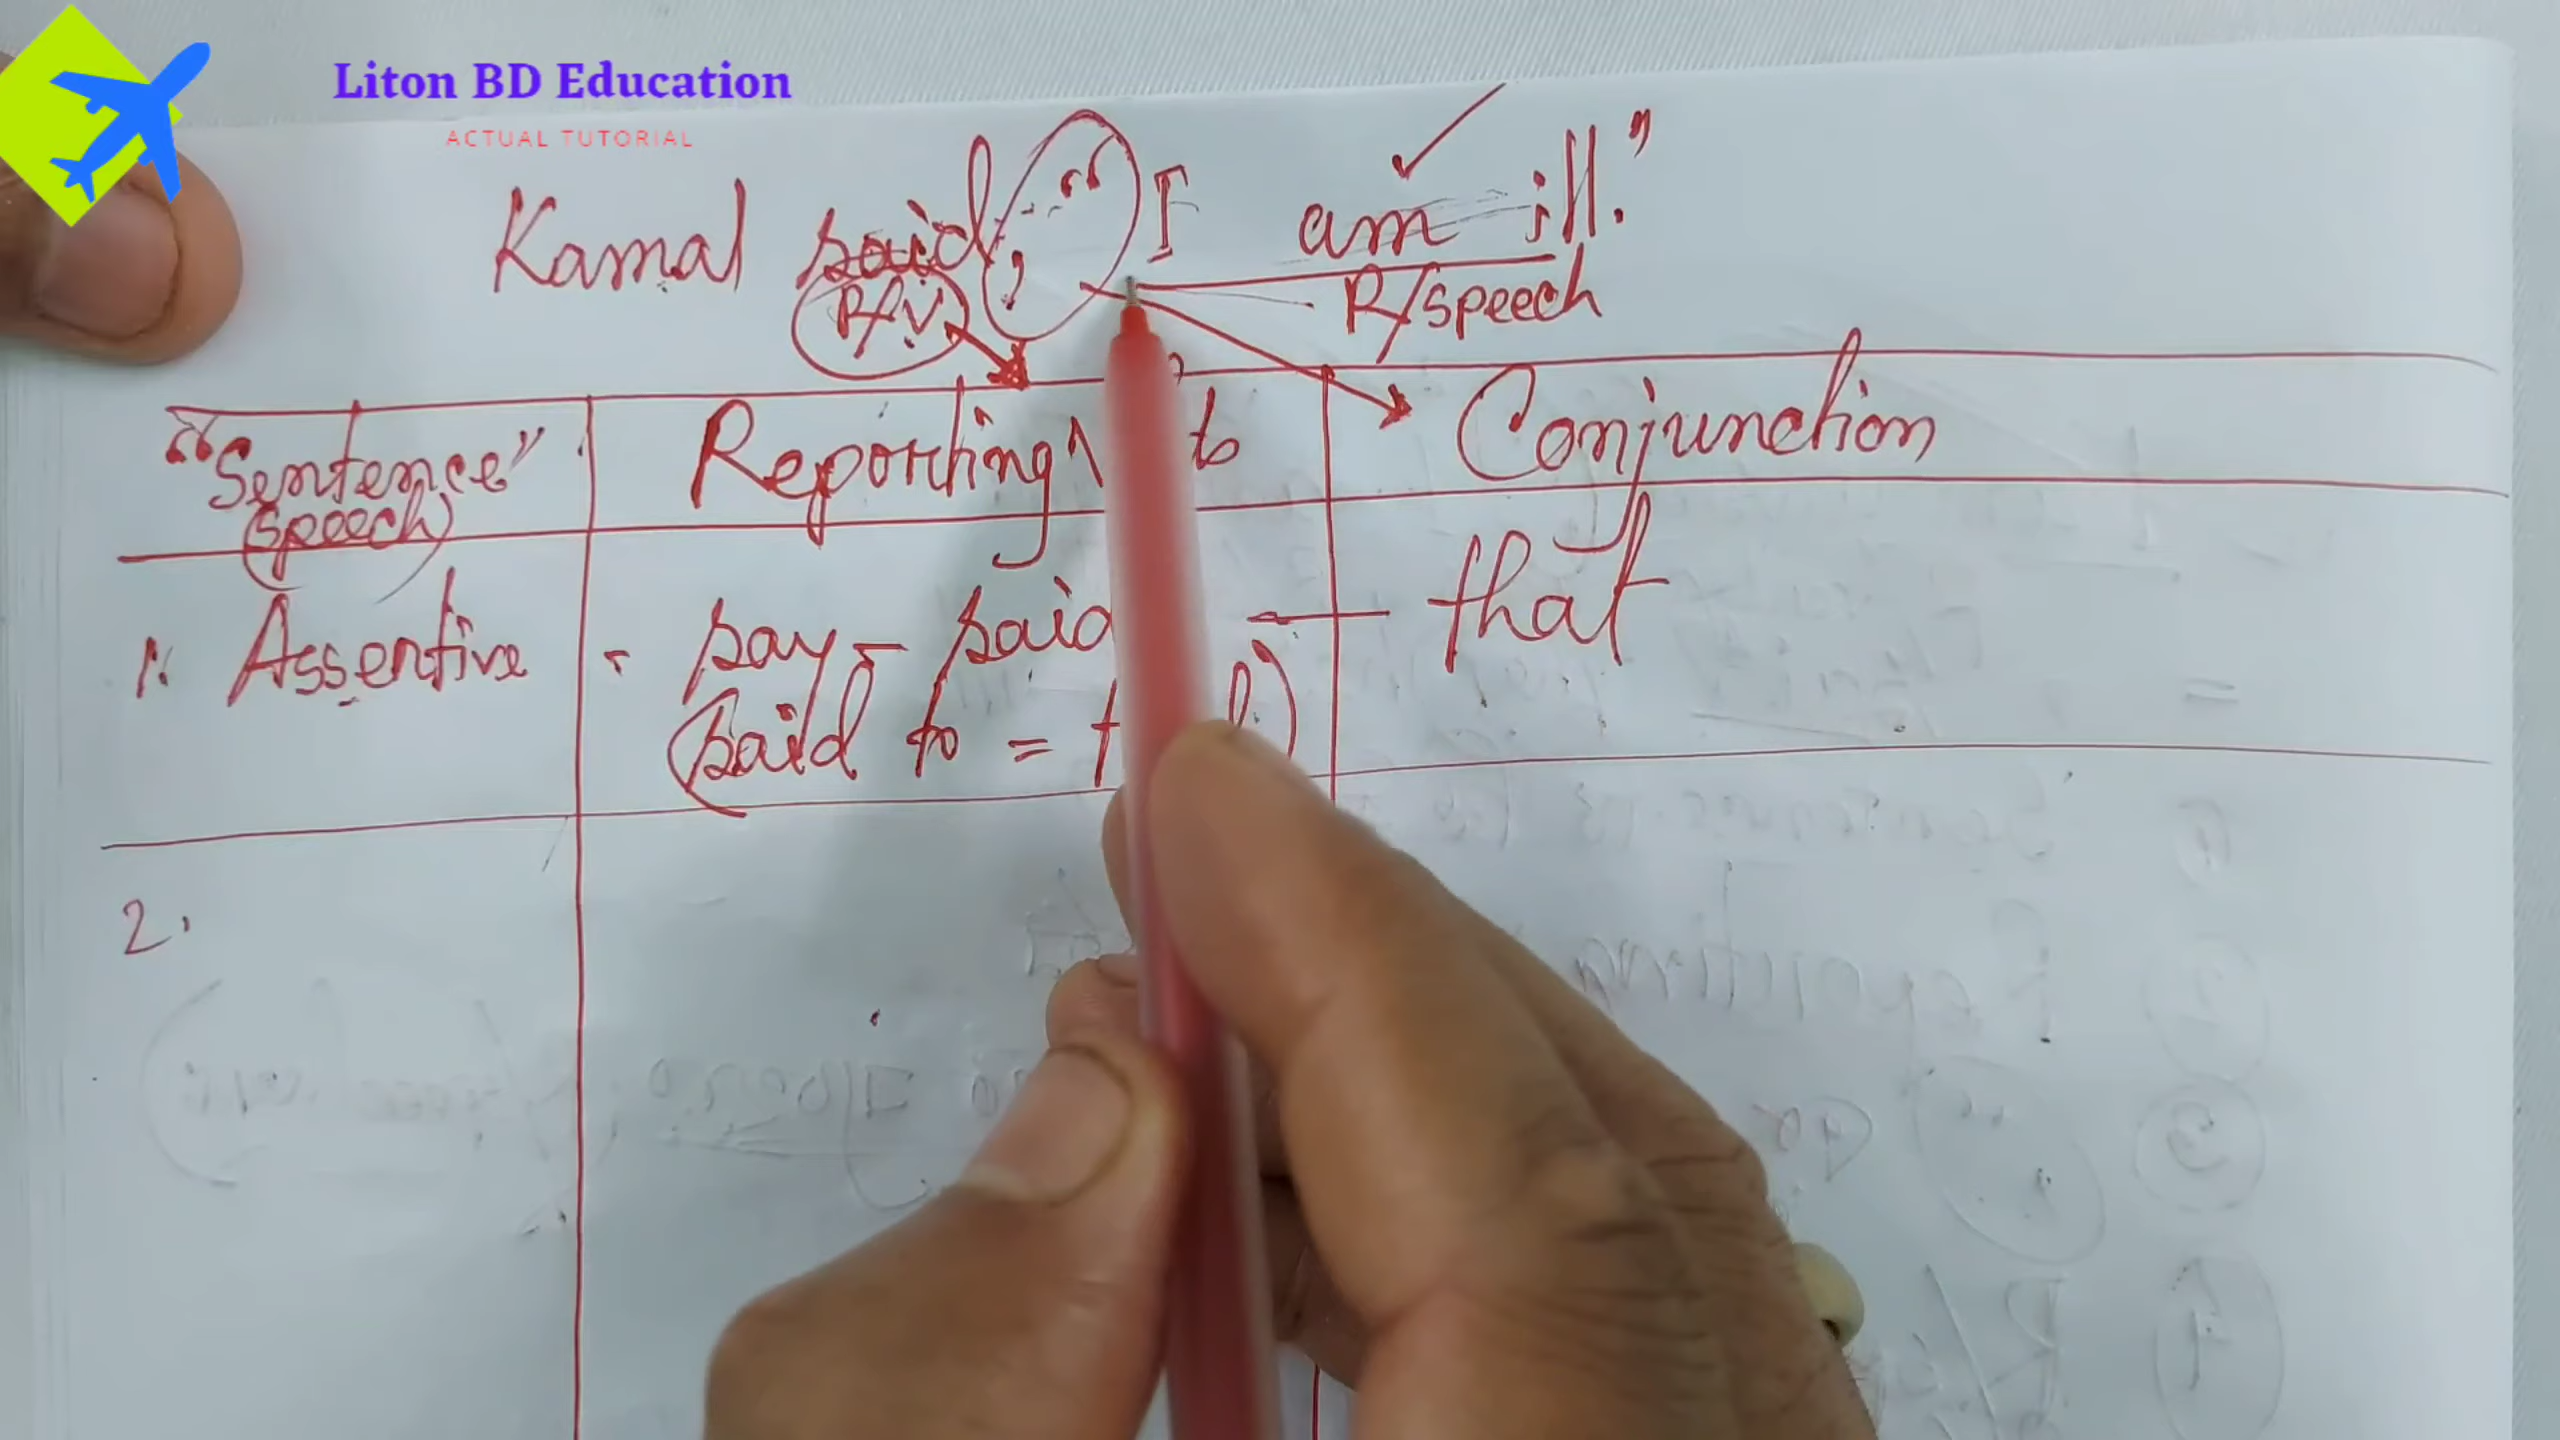 Liton BD Education
ACTUAL TUTORIAL
Kamal said, “I am ill.”
R/V R/speech
“Sentence” Reporting to Conjunction
speech
1. Assertive - say - said that
(said to =
2.